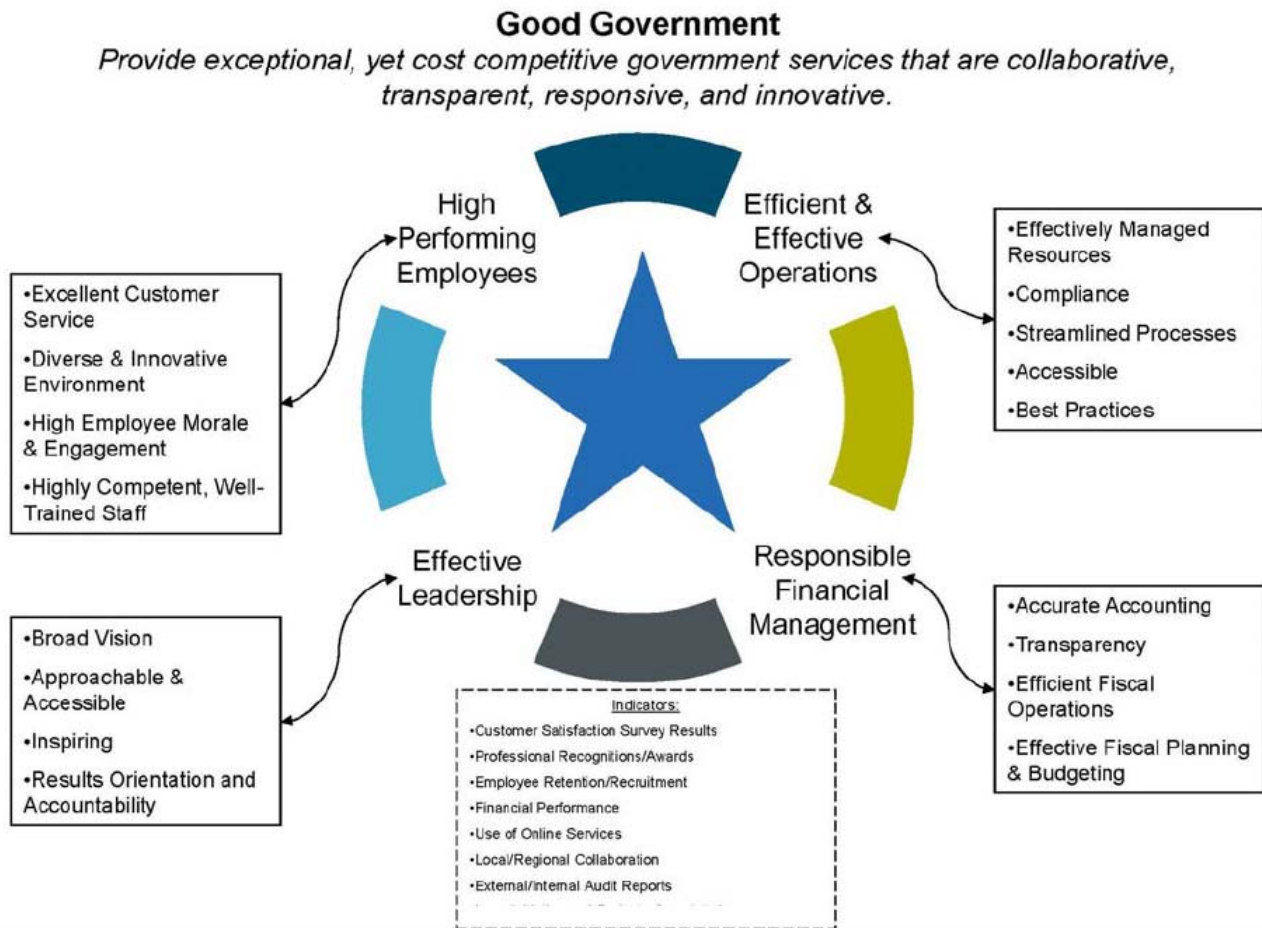 Good Government
Provide exceptional, yet cost competitive government services that are collaborative,
transparent, responsive, and innovative.
High
Performing
Employees
•Excellent Customer
Service
•Diverse & Innovative
Environment
•High Employee Morale
& Engagement
•Highly Competent, Well-
Trained Staff
Efficient &
Effective
Operations
•Effectively Managed
Resources
•Compliance
•Streamlined Processes
•Accessible
•Best Practices
Effective
Leadership
•Broad Vision
•Approachable &
Accessible
•Inspiring
•Results Orientation and
Accountability
Responsible
Financial
Management
•Accurate Accounting
•Transparency
•Efficient Fiscal
Operations
•Effective Fiscal Planning
& Budgeting
Indicators:
•Customer Satisfaction Survey Results
•Professional Recognitions/Awards
•Employee Retention/Recruitment
•Financial Performance
•Use of Online Services
•Local/Regional Collaboration
•External/Internal Audit Reports